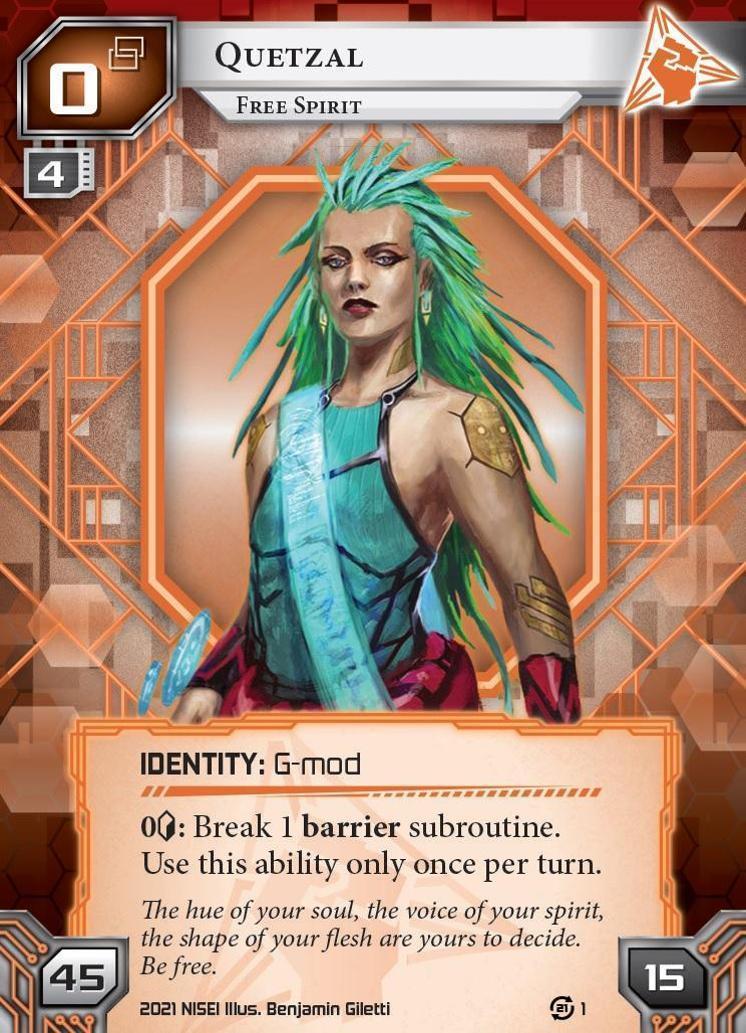 0
QUETZAL
FREE SPIRIT
4
IDENTITY: G-mod
0: Break 1 barrier subroutine.
Use this ability only once per turn.
The hue of your soul, the voice of your spirit,
the shape of your flesh are yours to decide.
Be free.
45
15
2021 NISEI Illus. Benjamin Giletti
21 1